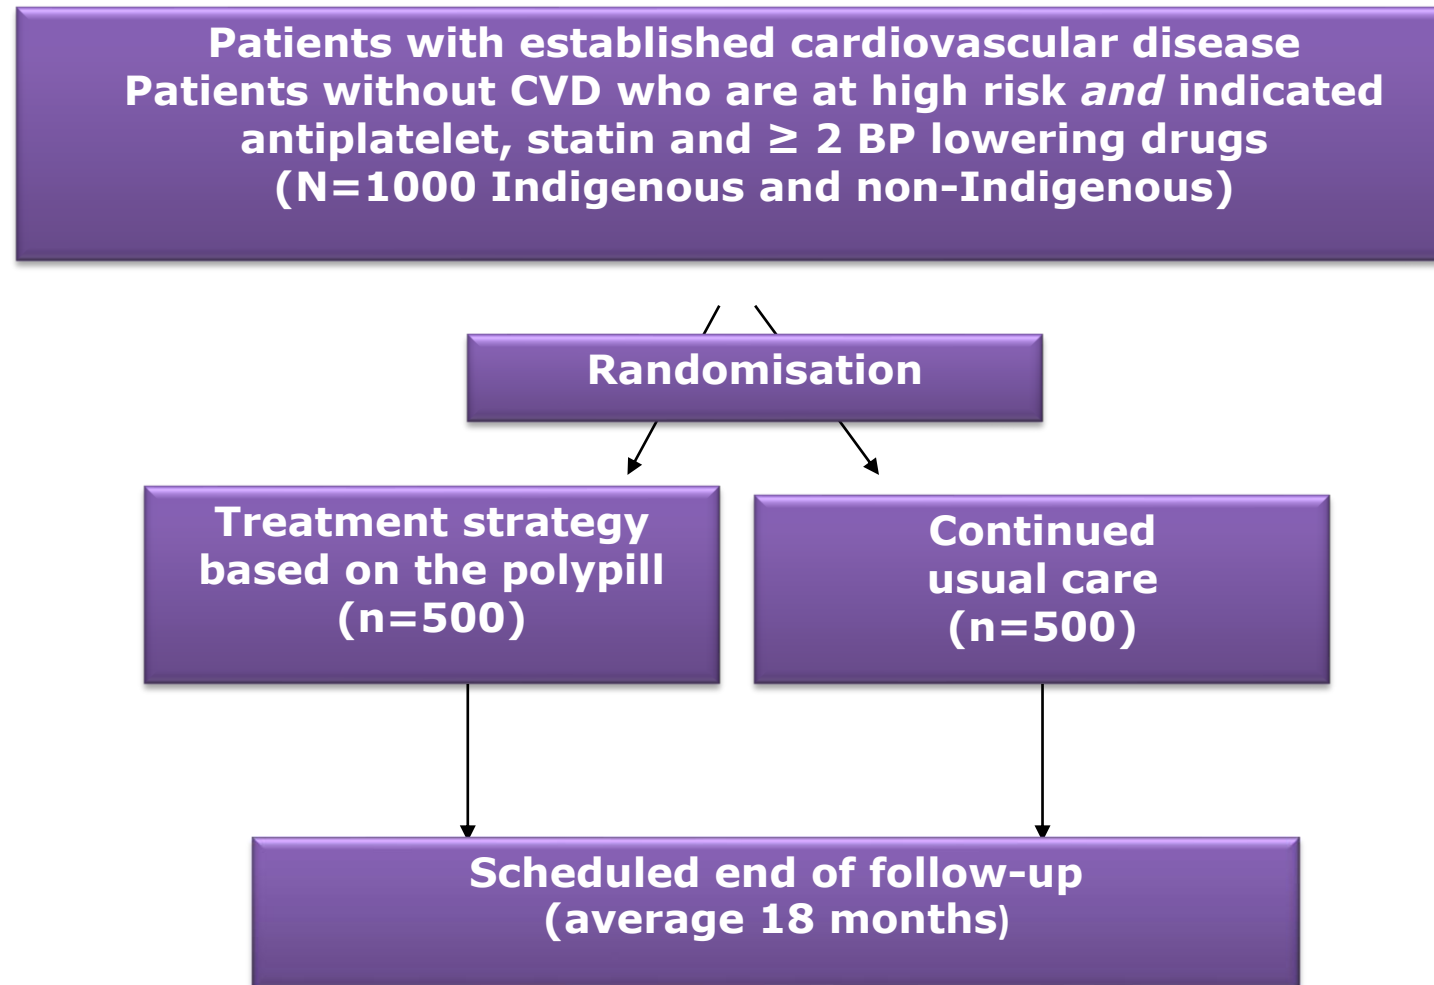 Patients with established cardiovascular disease
Patients without CVD who are at high risk and indicated
antiplatelet, statin and ≥ 2 BP lowering drugs
(N=1000 Indigenous and non-Indigenous)
Randomisation
Treatment strategy
based on the polypill
(n=500)
Continued
usual care
(n=500)
Scheduled end of follow-up
(average 18 months)